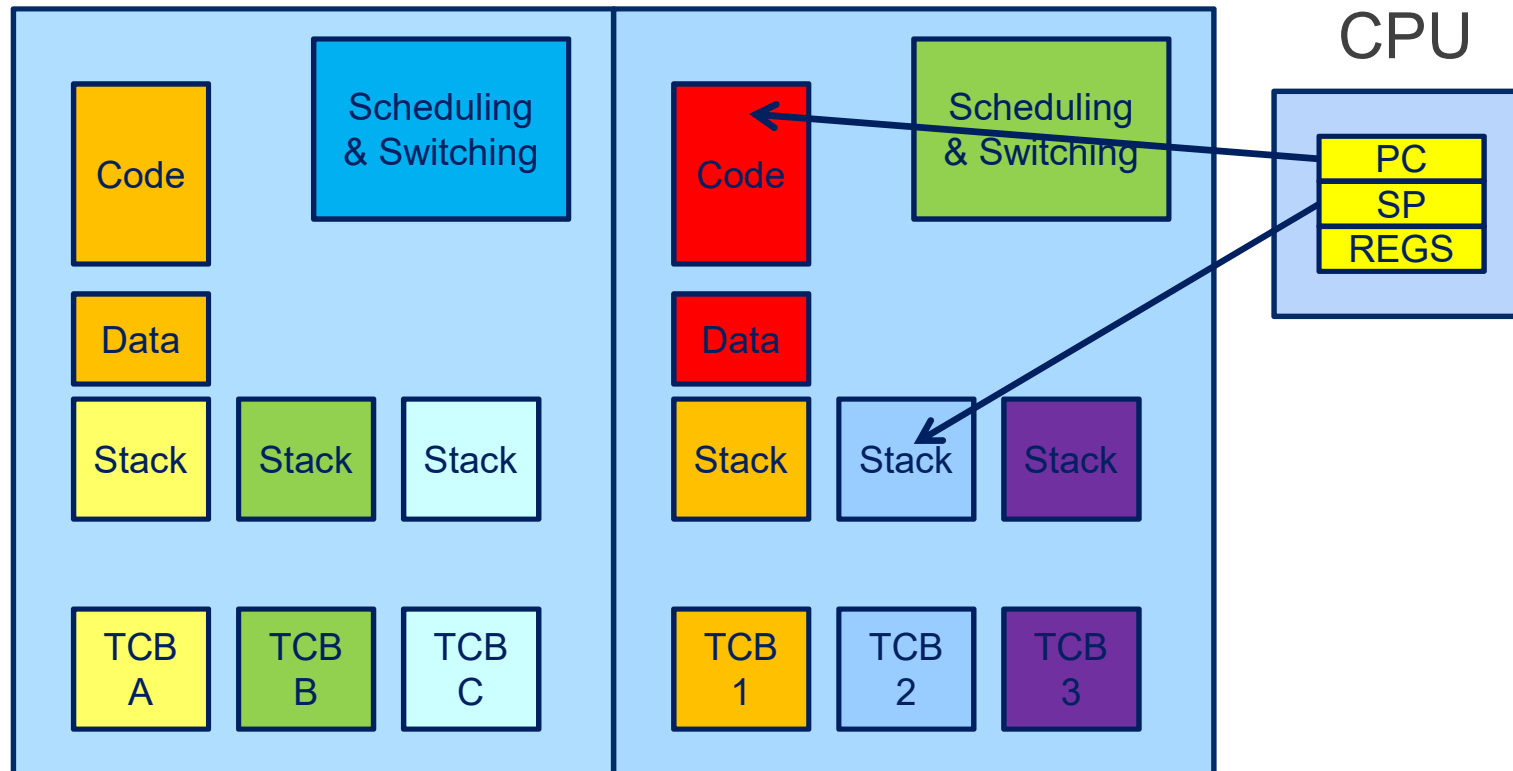 CPU
Scheduling
& Switching
Code
Scheduling
& Switching
Code
PC
SP
REGS
Data
Data
Stack
Stack
Stack
Stack
Stack
Stack
TCB
A
TCB
B
TCB
C
TCB
1
TCB
2
TCB
3